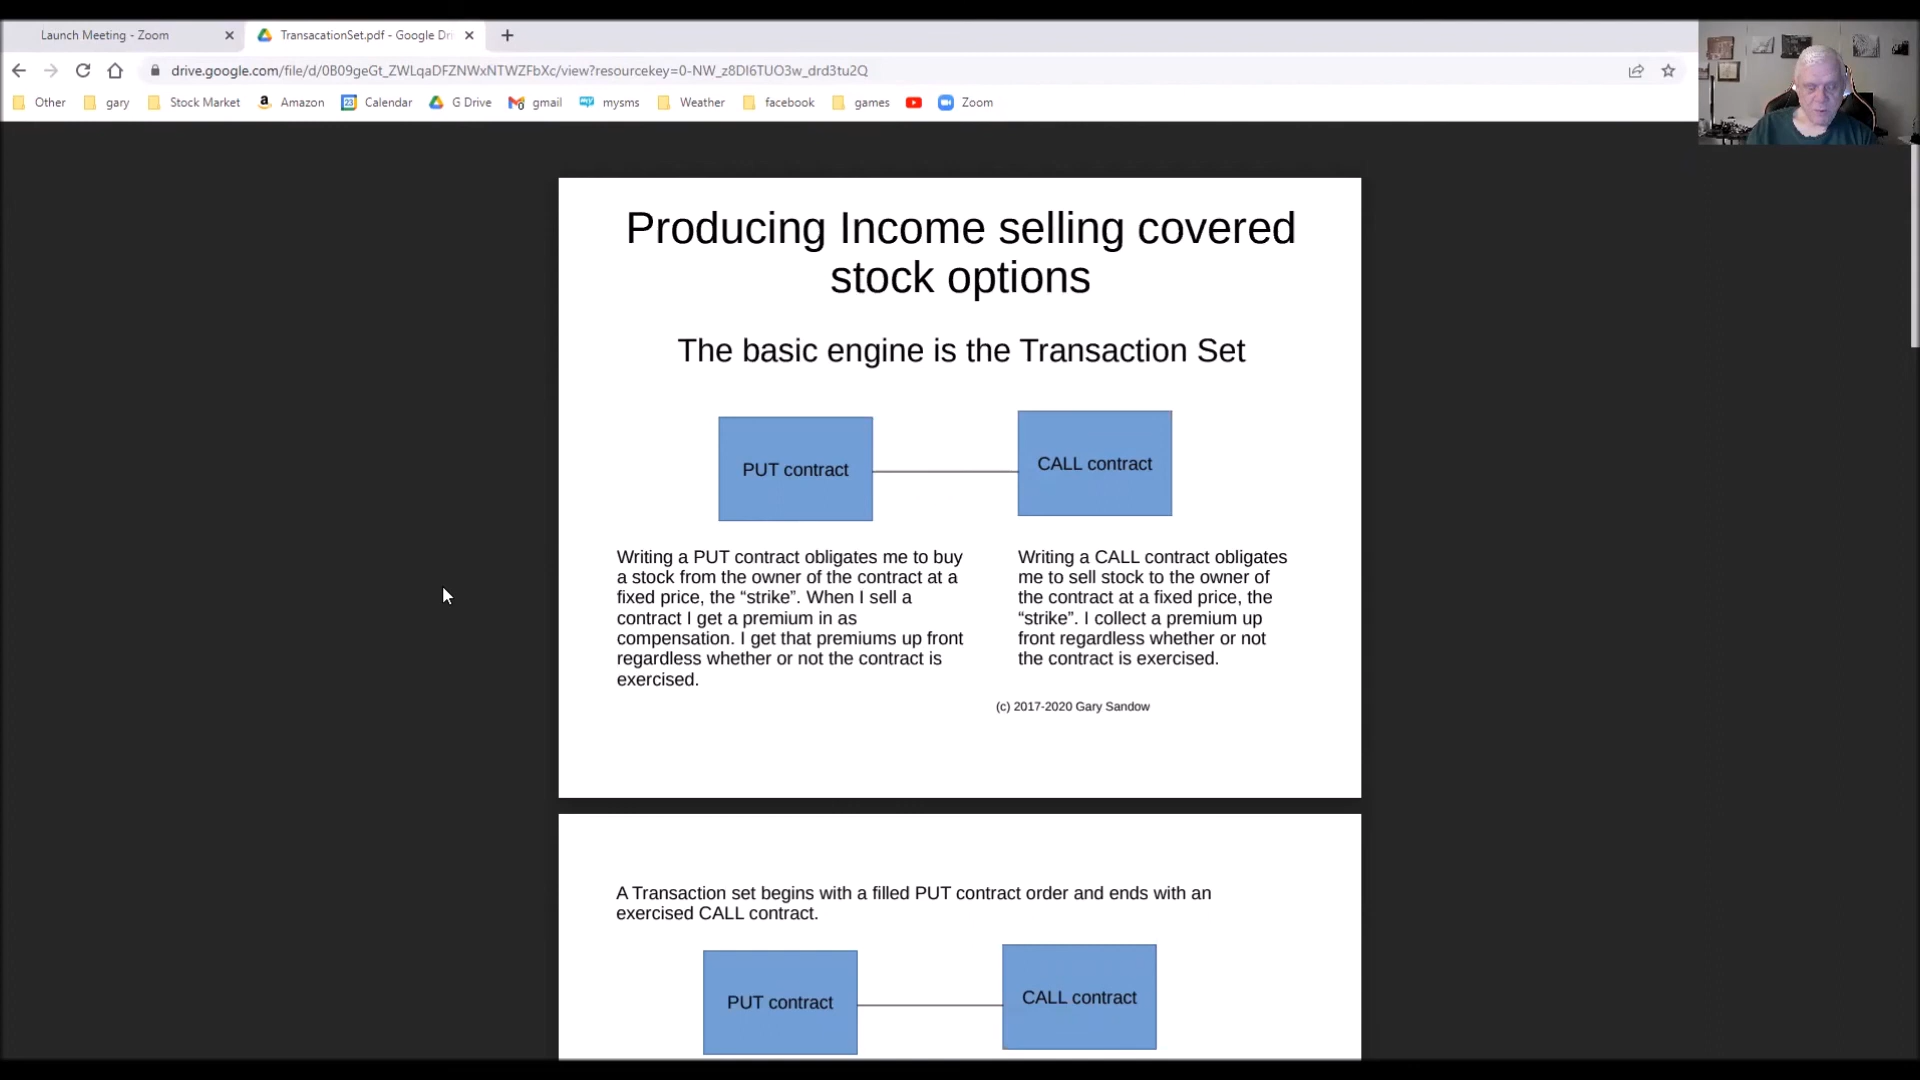 Launch Meeting - Zoom
TransacationSet.pdf - Google Dri
drive.google.com/file/d/0B09geGt_ZWLqaDFZNWxNTWZFbXc/view?resourcekey=0-NW_z8DI6TUO3w_drd3tu2Q
Other gary Stock Market Amazon Calendar G Drive gmail mysms Weather facebook games Zoom
Producing Income selling covered
stock options
The basic engine is the Transaction Set
PUT contract
CALL contract
Writing a PUT contract obligates me to buy
a stock from the owner of the contract at a
fixed price, the “strike”. When I sell a
contract I get a premium in as
compensation. I get that premiums up front
regardless whether or not the contract is
exercised.
Writing a CALL contract obligates
me to sell stock to the owner of
the contract at a fixed price, the
“strike”. I collect a premium up
front regardless whether or not
the contract is exercised.
(c) 2017-2020 Gary Sandow
A Transaction set begins with a filled PUT contract order and ends with an
exercised CALL contract.
PUT contract
CALL contract